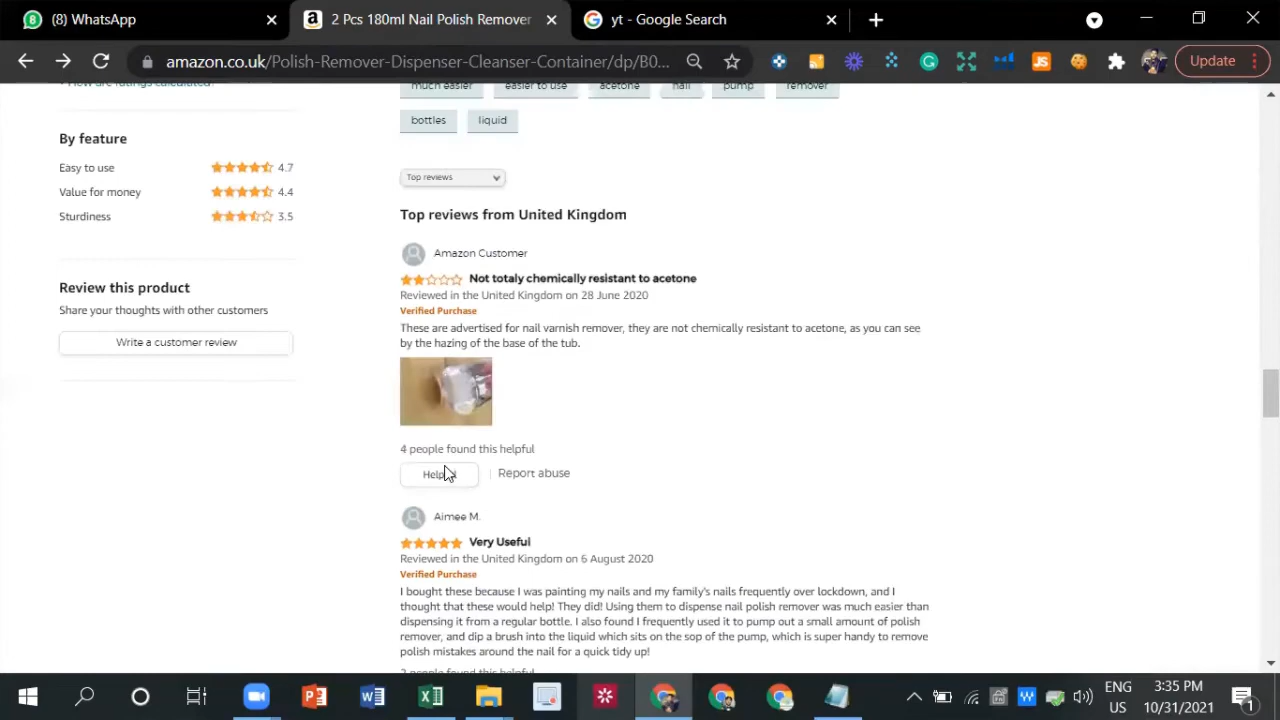 (8) WhatsApp
2 Pcs 180ml Nail Polish Remover
yt - Google Search
amazon.co.uk/Polish-Remover-Dispenser-Cleanser-Container/dp/B0...
Update
How are ratings calculated?
much easier
easier to use
acetone
nail
pump
remover
bottles
liquid
By feature
Easy to use
4.7
Value for money
4.4
Sturdiness
3.5
Review this product
Share your thoughts with other customers
Write a customer review
Top reviews
Top reviews from United Kingdom
Amazon Customer
Not totaly chemically resistant to acetone
Reviewed in the United Kingdom on 28 June 2020
Verified Purchase
These are advertised for nail varnish remover, they are not chemically resistant to acetone, as you can see
by the hazing of the base of the tub.
4 people found this helpful
Helpful
Report abuse
Aimee M.
Very Useful
Reviewed in the United Kingdom on 6 August 2020
Verified Purchase
I bought these because I was painting my nails and my family's nails frequently over lockdown, and I
thought that these would help! They did! Using them to dispense nail polish remover was much easier than
dispensing it from a regular bottle. I also found I frequently used it to pump out a small amount of polish
remover, and dip a brush into the liquid which sits on the sop of the pump, which is super handy to remove
polish mistakes around the nail for a quick tidy up!
2 people found this helpful
ENG
US
3:35 PM
10/31/2021